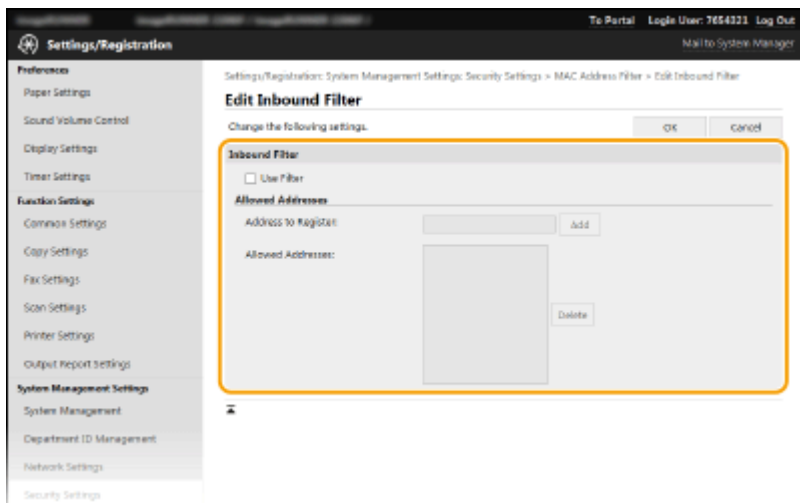 To Portal Login User: 7654321 Log Out
Settings/Registration
Mail to System Manager
Preferences
Paper Settings
Sound Volume Control
Display Settings
Timer Settings
Function Settings
Common Settings
Copy Settings
Fax Settings
Scan Settings
Printer Settings
Output Report Settings
System Management Settings
System Management
Department ID Management
Network Settings
Security Settings
Settings/Registration: System Management Settings: Security Settings > MAC Address Filter > Edit Inbound Filter
Edit Inbound Filter
Change the following settings.
OK
Cancel
Inbound Filter
Use Filter
Allowed Addresses
Address to Register:
Add
Allowed Addresses:
Delete